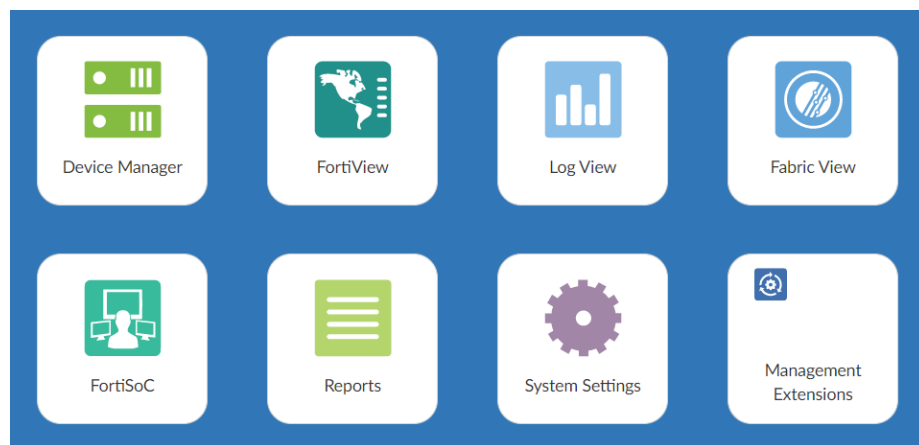 Device Manager
FortiView
Log View
Fabric View
FortiSoC
Reports
System Settings
Management
Extensions